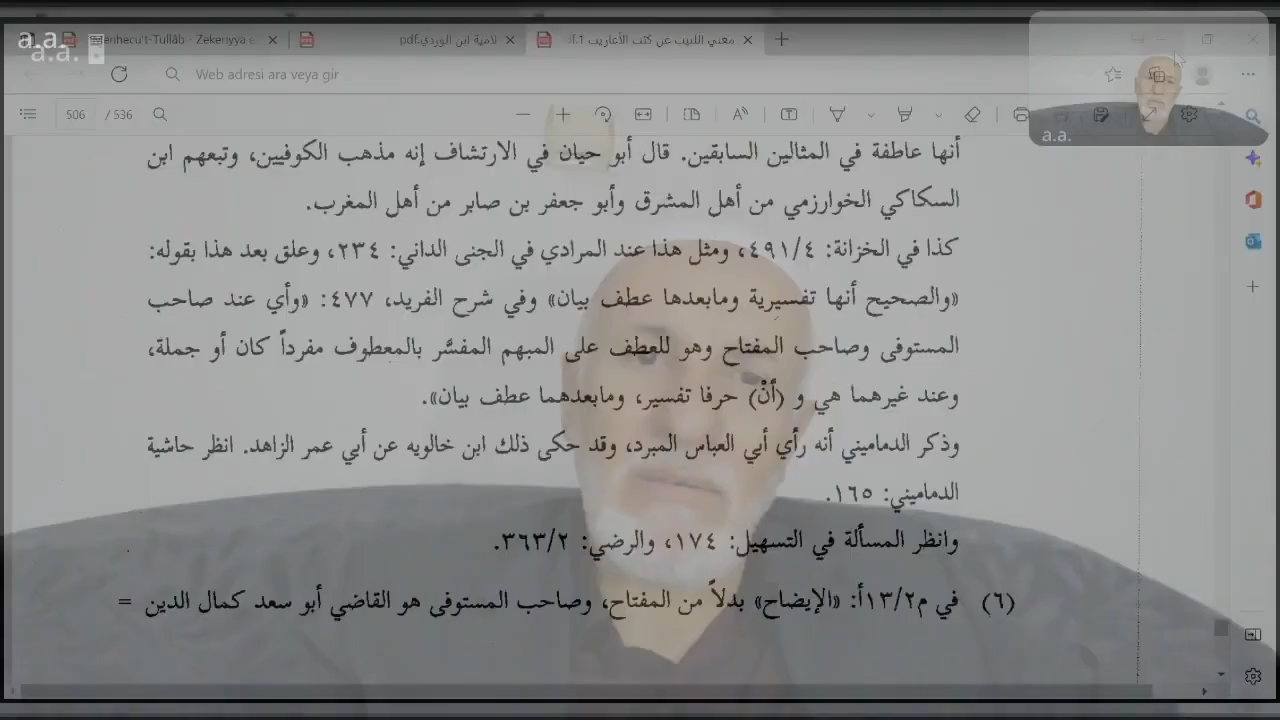 a.a.
a.a.
Menhecu't-Tullâb - Zekeriyya e
لامية ابن الوردي.pdf
مغني اللبيب عن كتب الأعاريب 1.
Web adresi ara veya gir
506 / 536
a.a.
أنها عاطفة في المثالين السابقين. قال أبو حيان في الارتشاف إنه مذهب الكوفيين، وتبعهم ابن
السكاكي الخوارزمي من أهل المشرق وأبو جعفر بن صابر من أهل المغرب.
كذا في الخزانة: ٤٩١/٤، ومثل هذا عند المرادي في الجنى الداني: ٢٣٤، وعلق بعد هذا بقوله:
«والصحيح أنها تفسيرية ومابعدها عطف بيان» وفي شرح الفريد، ٤٧٧: «وأي عند صاحب
المستوفى وصاحب المفتاح وهو للعطف على المبهم المفسَّر بالمعطوف مفرداً كان أو جملة،
وعند غيرهما هي و (أنْ) حرفا تفسير، ومابعدهما عطف بيان».
وذكر الدماميني أنه رأي أبي العباس المبرد، وقد حكى ذلك ابن خالويه عن أبي عمر الزاهد. انظر حاشية
الدماميني: ١٦٥.
وانظر المسألة في التسهيل: ١٧٤، والرضي: ٣٦٣/٢.
(٦) في م١٣/٢أ: «الإيضاح» بدلاً من المفتاح، وصاحب المستوفى هو القاضي أبو سعد كمال الدين =